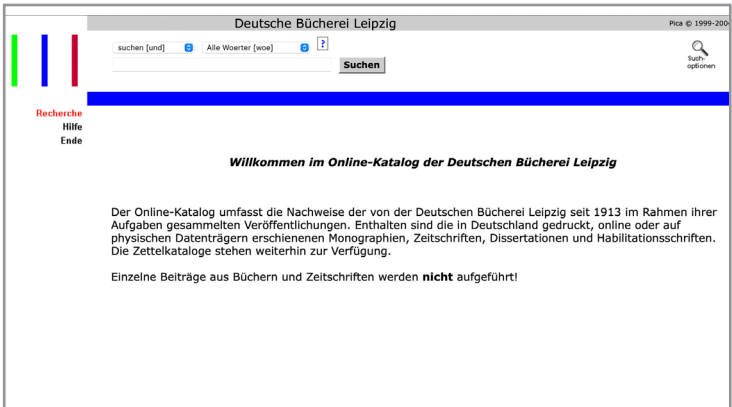 Deutsche Bücherei Leipzig
Pica © 1999-200
suchen [und]
Alle Woerter [woe]
?
Suchen
Such-
optionen
Recherche
Hilfe
Ende
Willkommen im Online-Katalog der Deutschen Bücherei Leipzig
Der Online-Katalog umfasst die Nachweise der von der Deutschen Bücherei Leipzig seit 1913 im Rahmen ihrer
Aufgaben gesammelten Veröffentlichungen. Enthalten sind die in Deutschland gedruckt, online oder auf
physischen Datenträgern erschienenen Monographien, Zeitschriften, Dissertationen und Habilitationsschriften.
Die Zettelkataloge stehen weiterhin zur Verfügung.
Einzelne Beiträge aus Büchern und Zeitschriften werden nicht aufgeführt!